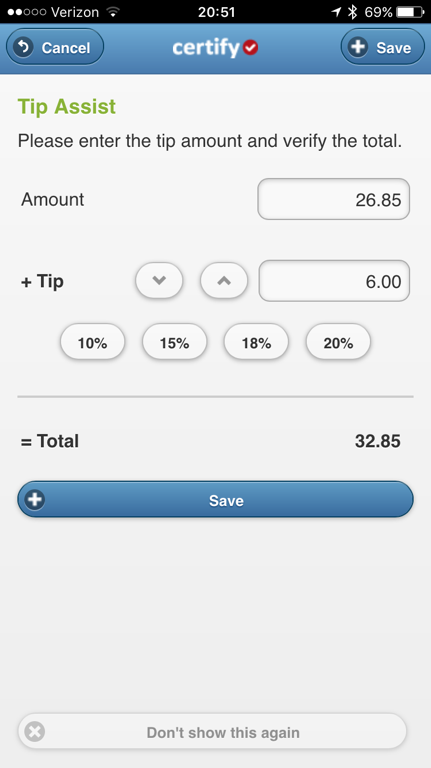 Verizon 20:51 69%
Cancel certify Save
Tip Assist
Please enter the tip amount and verify the total.
Amount 26.85
+ Tip 6.00
10% 15% 18% 20%
= Total 32.85
Save
Don't show this again